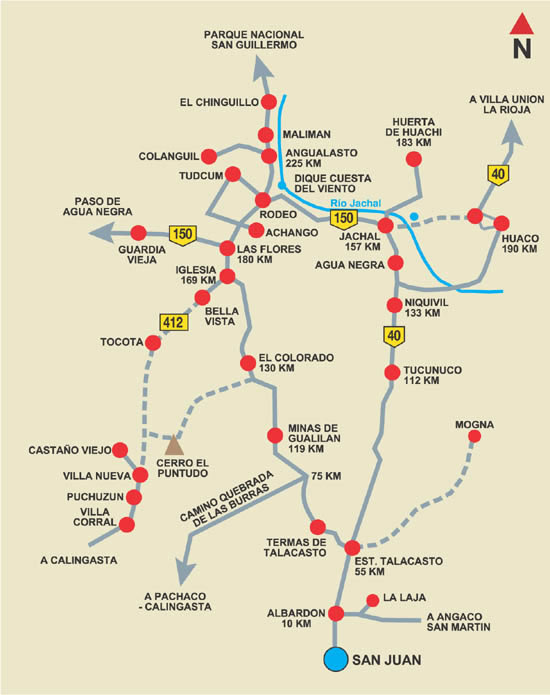 PARQUE NACIONAL
SAN GUILLERMO
N
EL CHINGUILLO
A VILLA UNION
LA RIOJA
HUERTA
DE HUACHI
183 KM
MALIMAN
COLANGUIL
ANGUALASTO
225 KM
TUDCUM
DIQUE CUESTA
DEL VIENTO
40
PASO DE
AGUA NEGRA
RODEO
Río Jachal
150
150
GUARDIA
VIEJA
ACHANGO
JACHAL
157 KM
HUACO
190 KM
LAS FLORES
180 KM
IGLESIA
169 KM
AGUA NEGRA
BELLA
VISTA
NIQUIVIL
133 KM
412
40
TOCOTA
EL COLORADO
130 KM
TUCUNUCO
112 KM
MINAS DE
GUALILAN
119 KM
MOGNA
CASTAÑO VIEJO
CERRO EL
PUNTUDO
VILLA NUEVA
75 KM
PUCHUZUN
CAMINO QUEBRADA
DE LAS BURRAS
VILLA
CORRAL
TERMAS DE
TALACASTO
EST. TALACASTO
55 KM
A CALINGASTA
A PACHACO
- CALINGASTA
LA LAJA
ALBARDON
10 KM
A ANGACO
SAN MARTIN
SAN JUAN